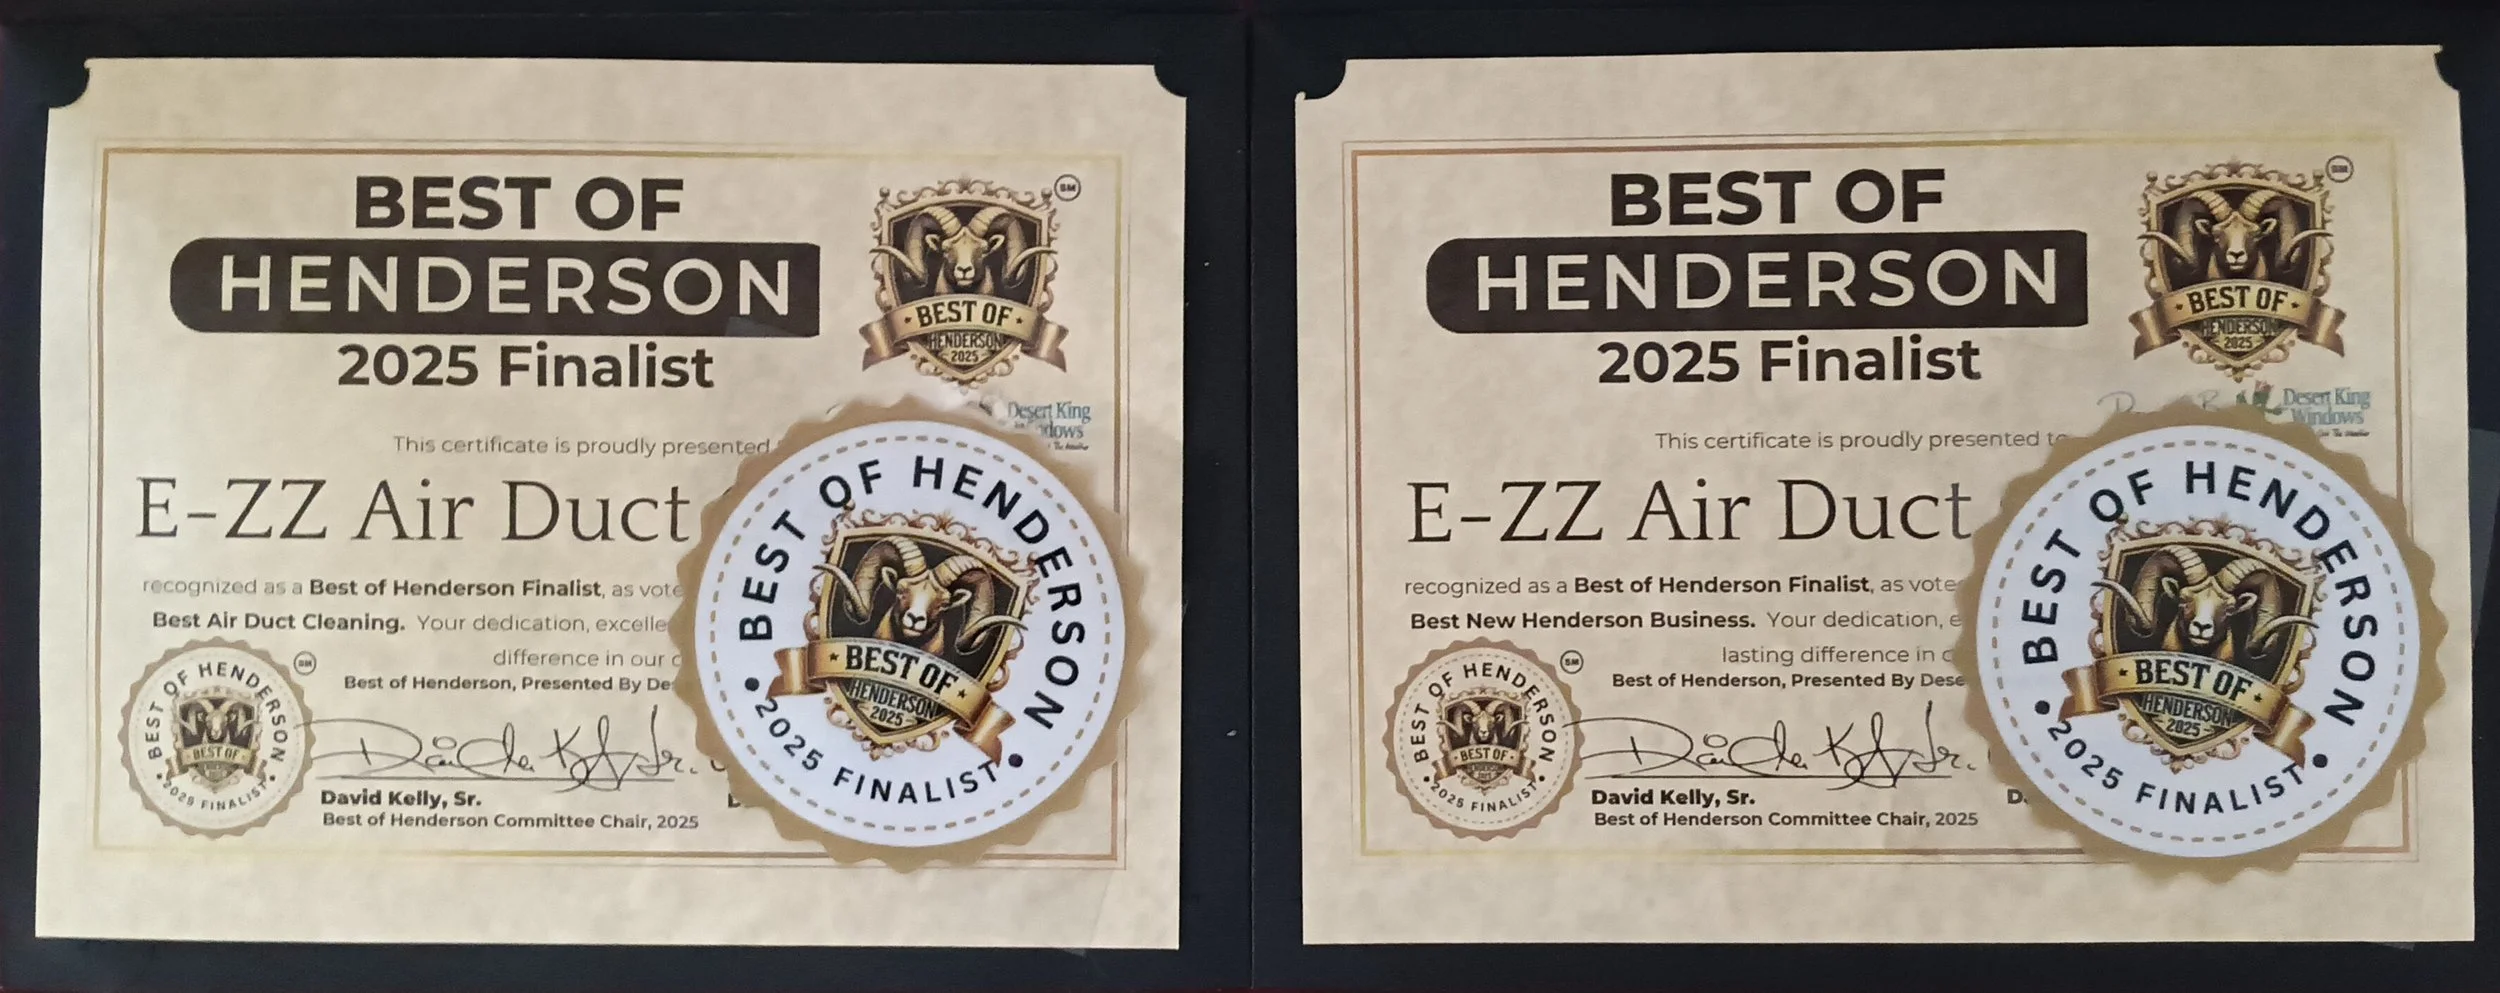 BEST OF
HENDERSON
2025 Finalist
SM
BEST OF
HENDERSON
2025
Desert King
This certificate is proudly presented
E-ZZ Air Duct
recognized as a Best of Henderson Finalist, as vote
Best Air Duct Cleaning. Your dedication, excelle
difference in our
Best of Henderson, Presented By Des
BEST OF HENDERSON
BEST OF
• 2025 FINALIST •
SM
David Kelly, Sr.
Best of Henderson Committee Chair, 2025
BEST OF HENDERSON
BEST OF
HENDERSON
2025
• 2025 FINALIST •
BEST OF
HENDERSON
2025 Finalist
SM
BEST OF
HENDERSON
2025
Desert King
Windows
This certificate is proudly presented to
E-ZZ Air Duct
recognized as a Best of Henderson Finalist, as vote
Best New Henderson Business. Your dedication, e
lasting difference in
Best of Henderson, Presented By Dese
BEST OF HENDERSON
BEST OF
• 2025 FINALIST •
SM
David Kelly, Sr.
Best of Henderson Committee Chair, 2025
BEST OF HENDERSON
BEST OF
HENDERSON
2025
• 2025 FINALIST •